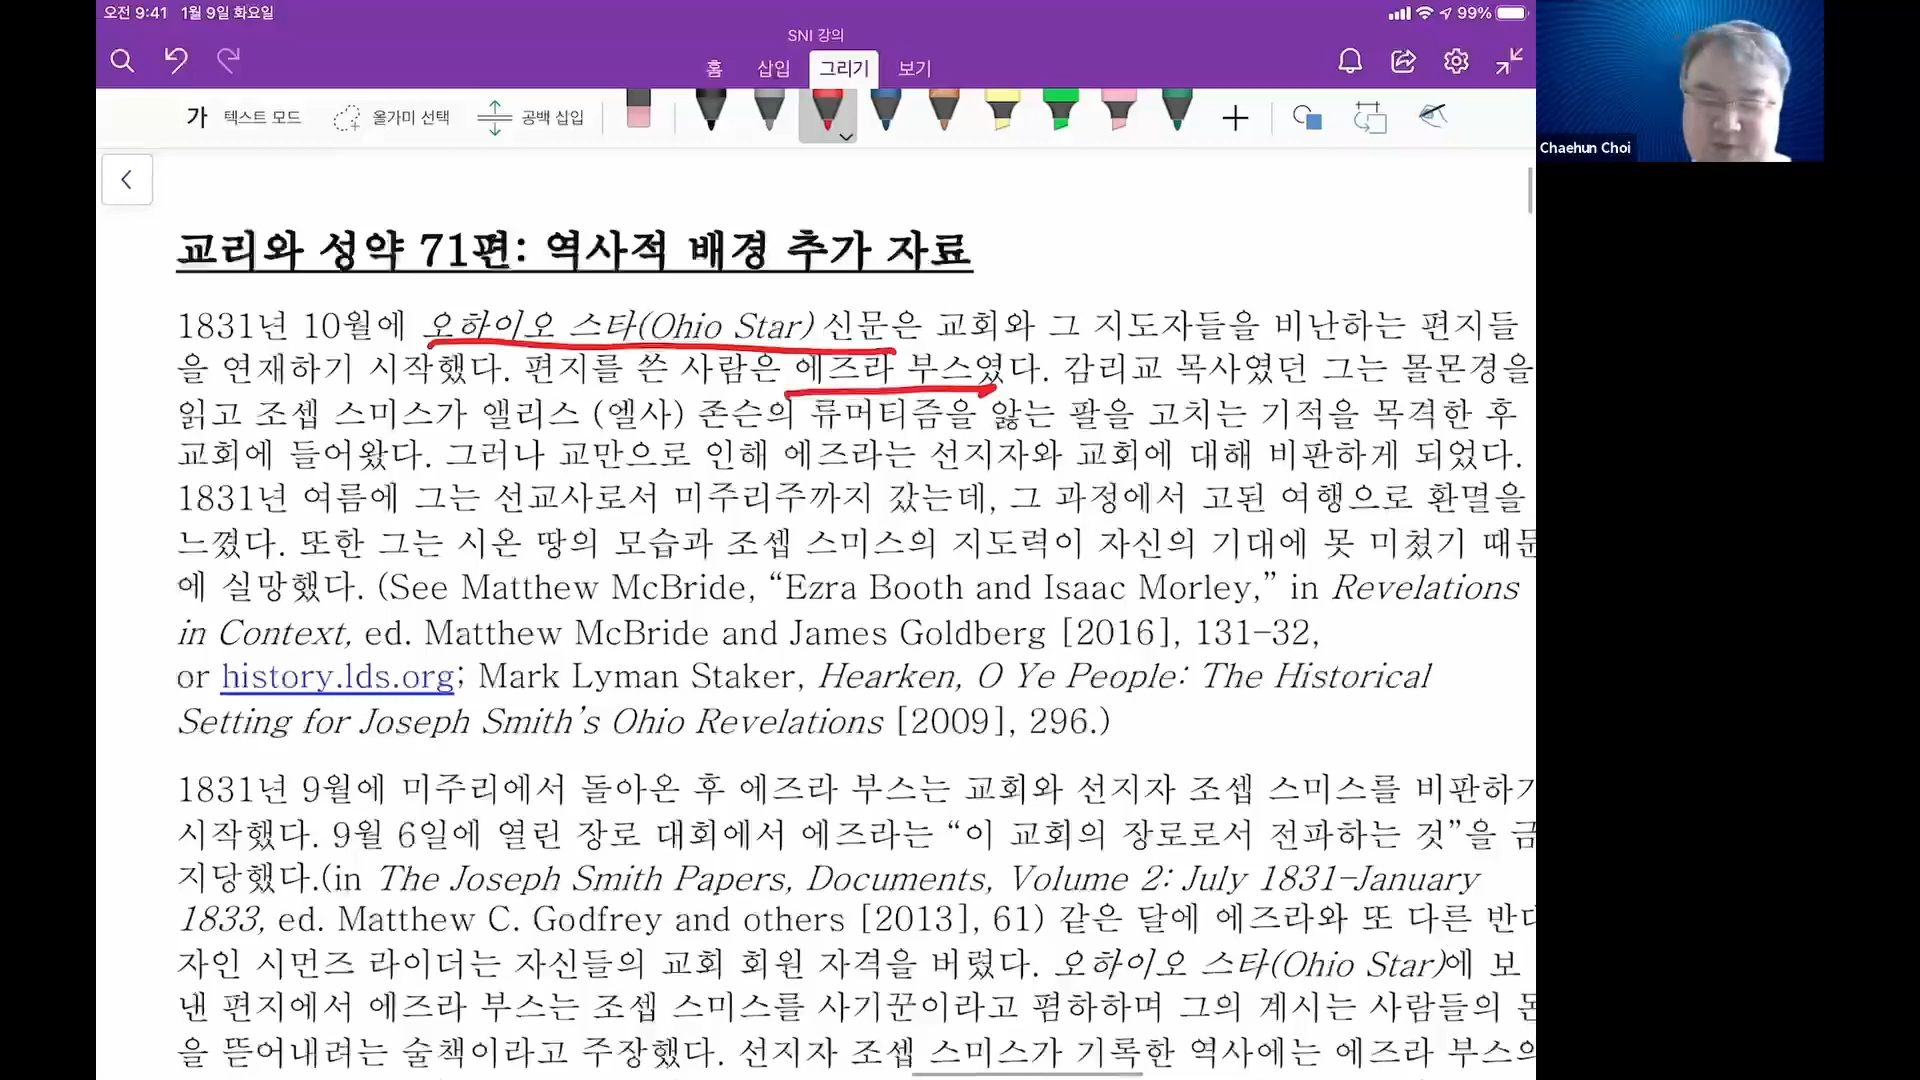 오전 9:41 1월 9일 화요일
99%
SNI 강의
홈 삽입 그리기 보기
가 텍스트 모드 올가미 선택 공백 삽입
Chaehun Choi
교리와 성약 71편: 역사적 배경 추가 자료
1831년 10월에 오하이오 스타(Ohio Star) 신문은 교회와 그 지도자들을 비난하는 편지들
을 연재하기 시작했다. 편지를 쓴 사람은 에즈라 부스였다. 감리교 목사였던 그는 몰몬경을
읽고 조셉 스미스가 앨리스 (엘사) 존슨의 류머티즘을 앓는 팔을 고치는 기적을 목격한 후
교회에 들어왔다. 그러나 교만으로 인해 에즈라는 선지자와 교회에 대해 비판하게 되었다.
1831년 여름에 그는 선교사로서 미주리주까지 갔는데, 그 과정에서 고된 여행으로 환멸을
느꼈다. 또한 그는 시온 땅의 모습과 조셉 스미스의 지도력이 자신의 기대에 못 미쳤기 때문
에 실망했다. (See Matthew McBride, “Ezra Booth and Isaac Morley,” in Revelations
in Context, ed. Matthew McBride and James Goldberg [2016], 131–32,
or history.lds.org; Mark Lyman Staker, Hearken, O Ye People: The Historical
Setting for Joseph Smith’s Ohio Revelations [2009], 296.)
1831년 9월에 미주리에서 돌아온 후 에즈라 부스는 교회와 선지자 조셉 스미스를 비판하기
시작했다. 9월 6일에 열린 장로 대회에서 에즈라는 “이 교회의 장로로서 전파하는 것”을 금
지당했다.(in The Joseph Smith Papers, Documents, Volume 2: July 1831–January
1833, ed. Matthew C. Godfrey and others [2013], 61) 같은 달에 에즈라와 또 다른 반대
자인 시먼즈 라이더는 자신들의 교회 회원 자격을 버렸다. 오하이오 스타(Ohio Star)에 보
낸 편지에서 에즈라 부스는 조셉 스미스를 사기꾼이라고 폄하하며 그의 계시는 사람들의 돈
을 뜯어내려는 술책이라고 주장했다. 선지자 조셉 스미스가 기록한 역사에는 에즈라 부스의